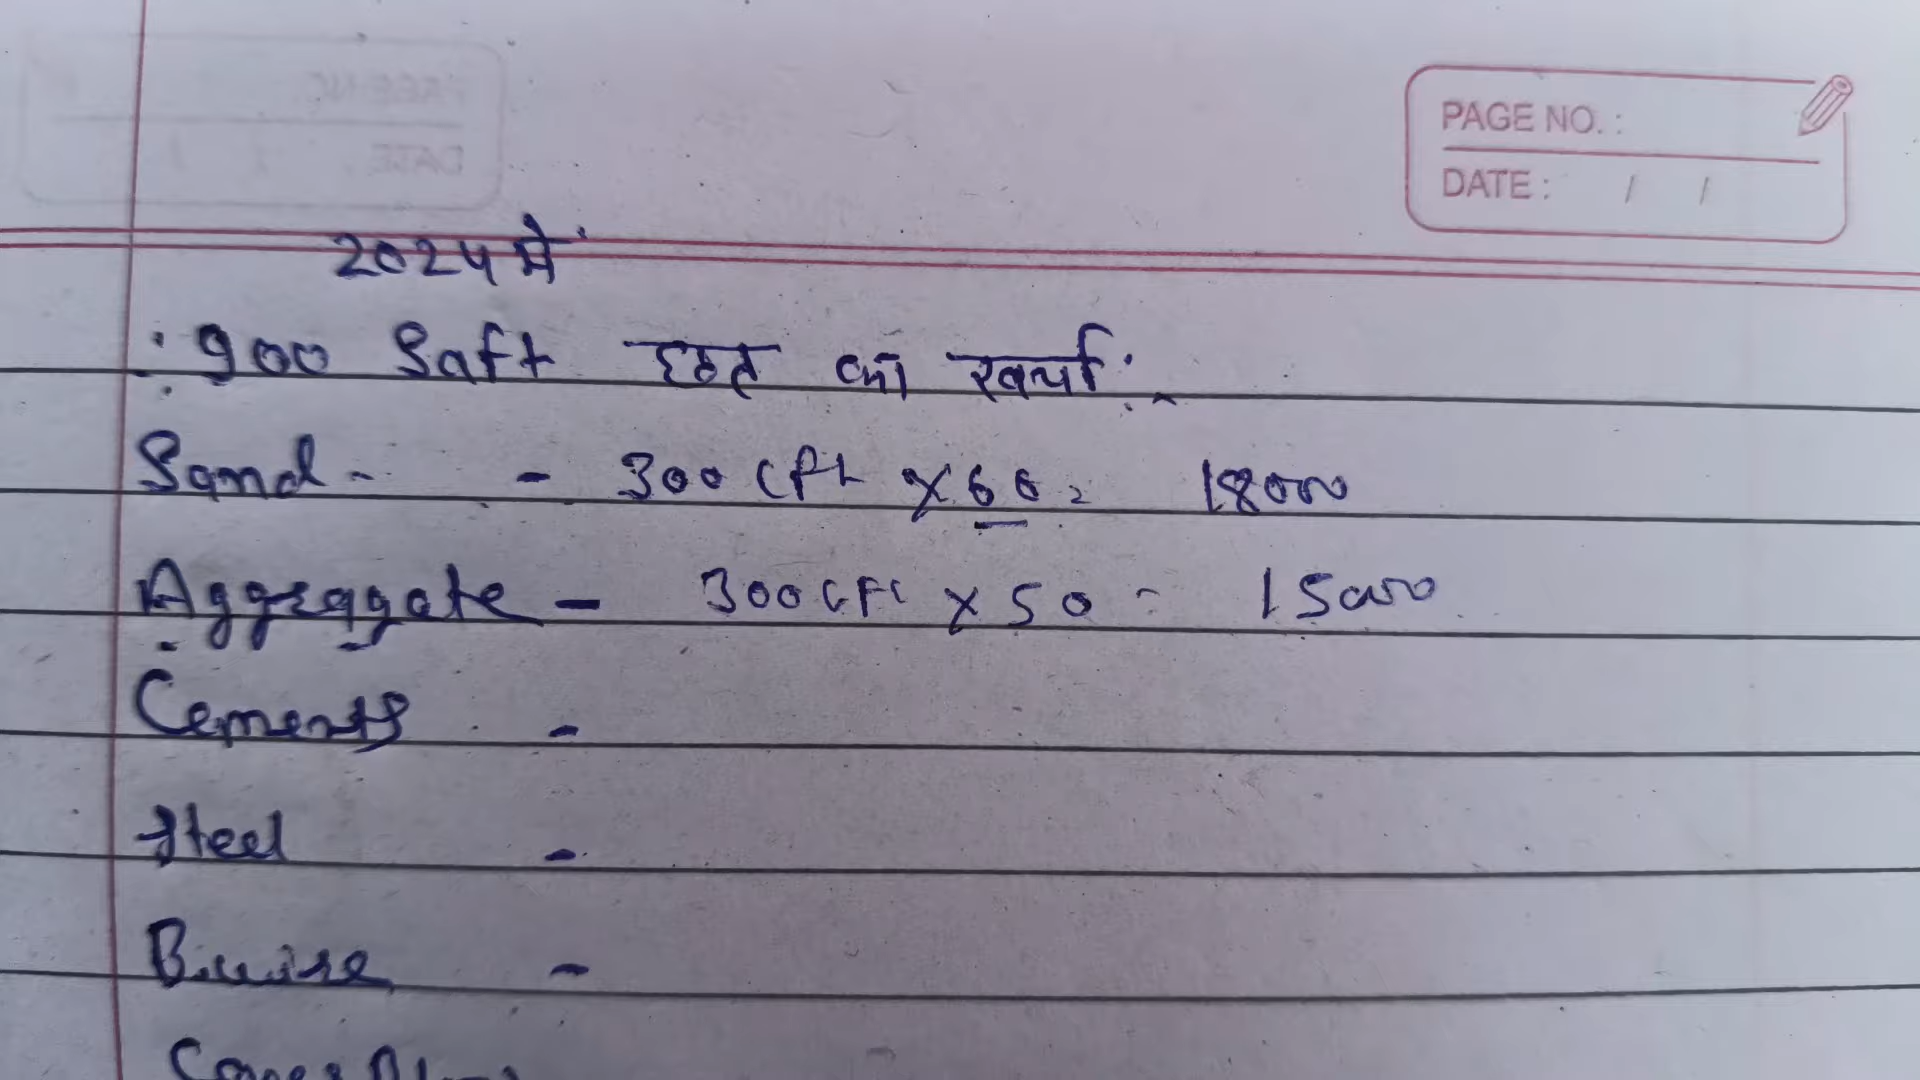 PAGE NO. :
DATE : / /
2024 में
900 Saft छत का खर्चा :-
Sand - - 300 cft × 60 = 18000
Aggregate - 300 CFt × 50 = 15000
Cements -
Steel -
B.wire -